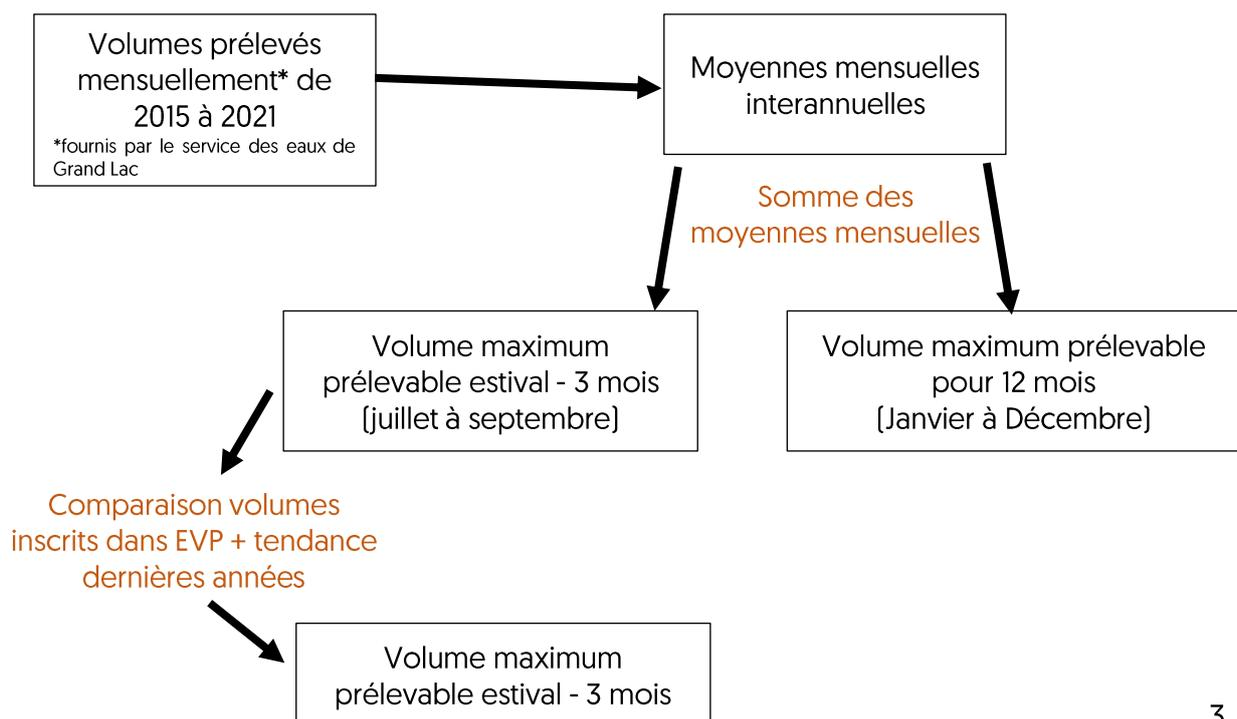 Volumes prélevés
mensuellement* de
2015 à 2021
*fournis par le service des eaux de
Grand Lac
Moyennes mensuelles
interannuelles
Somme des
moyennes mensuelles
Volume maximum
prélevable estival - 3 mois
(juillet à septembre)
Volume maximum prélevable
pour 12 mois
(Janvier à Décembre)
Comparaison volumes
inscrits dans EVP + tendance
dernières années
Volume maximum
prélevable estival - 3 mois
3